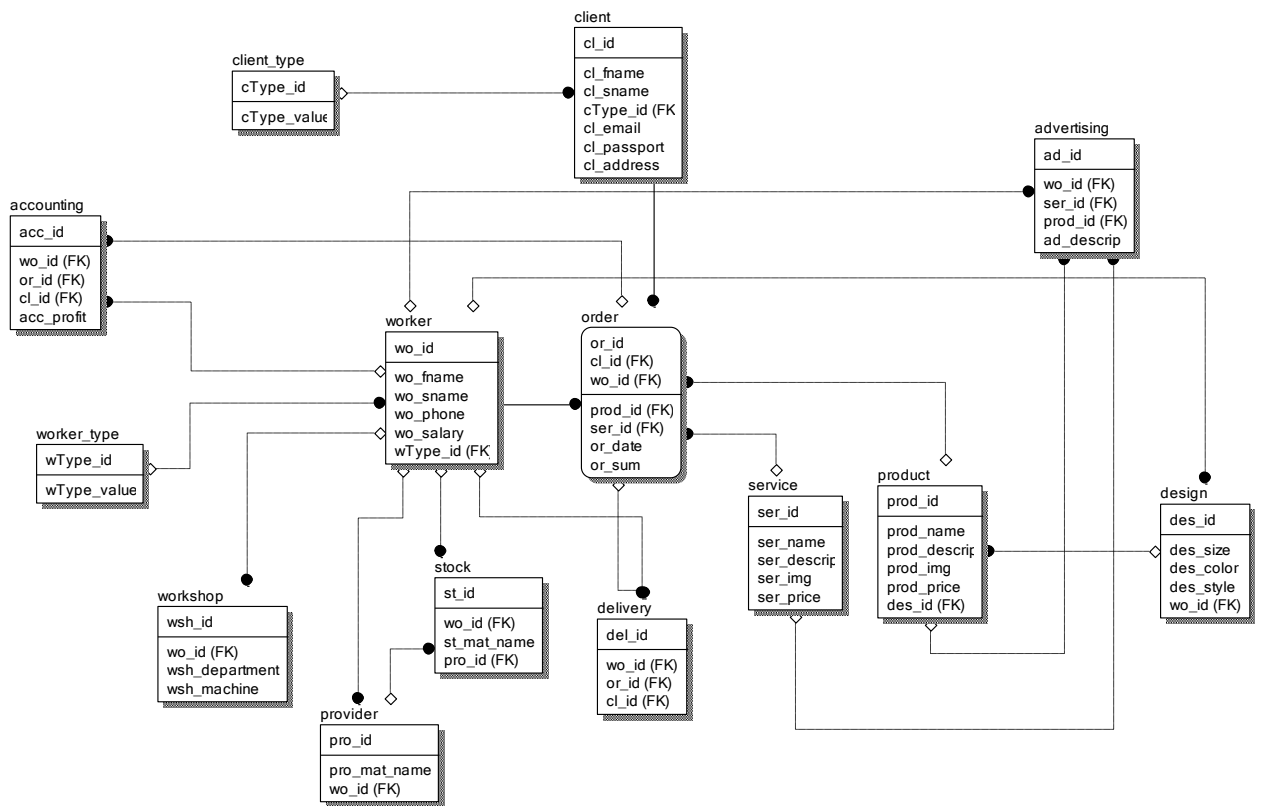 client
cl_id
cl_fname
cl_sname
cType_id (FK
cl_email
cl_passport
cl_address
client_type
cType_id
cType_value
advertising
ad_id
wo_id (FK)
ser_id (FK)
prod_id (FK)
ad_descrip
accounting
acc_id
wo_id (FK)
or_id (FK)
cl_id (FK)
acc_profit
worker
wo_id
wo_fname
wo_sname
wo_phone
wo_salary
wType_id (FK)
order
or_id
cl_id (FK)
wo_id (FK)
prod_id (FK)
ser_id (FK)
or_date
or_sum
worker_type
wType_id
wType_value
service
ser_id
ser_name
ser_descrip
ser_img
ser_price
product
prod_id
prod_name
prod_descrip
prod_img
prod_price
des_id (FK)
design
des_id
des_size
des_color
des_style
wo_id (FK)
workshop
wsh_id
wo_id (FK)
wsh_department
wsh_machine
stock
st_id
wo_id (FK)
st_mat_name
pro_id (FK)
delivery
del_id
wo_id (FK)
or_id (FK)
cl_id (FK)
provider
pro_id
pro_mat_name
wo_id (FK)